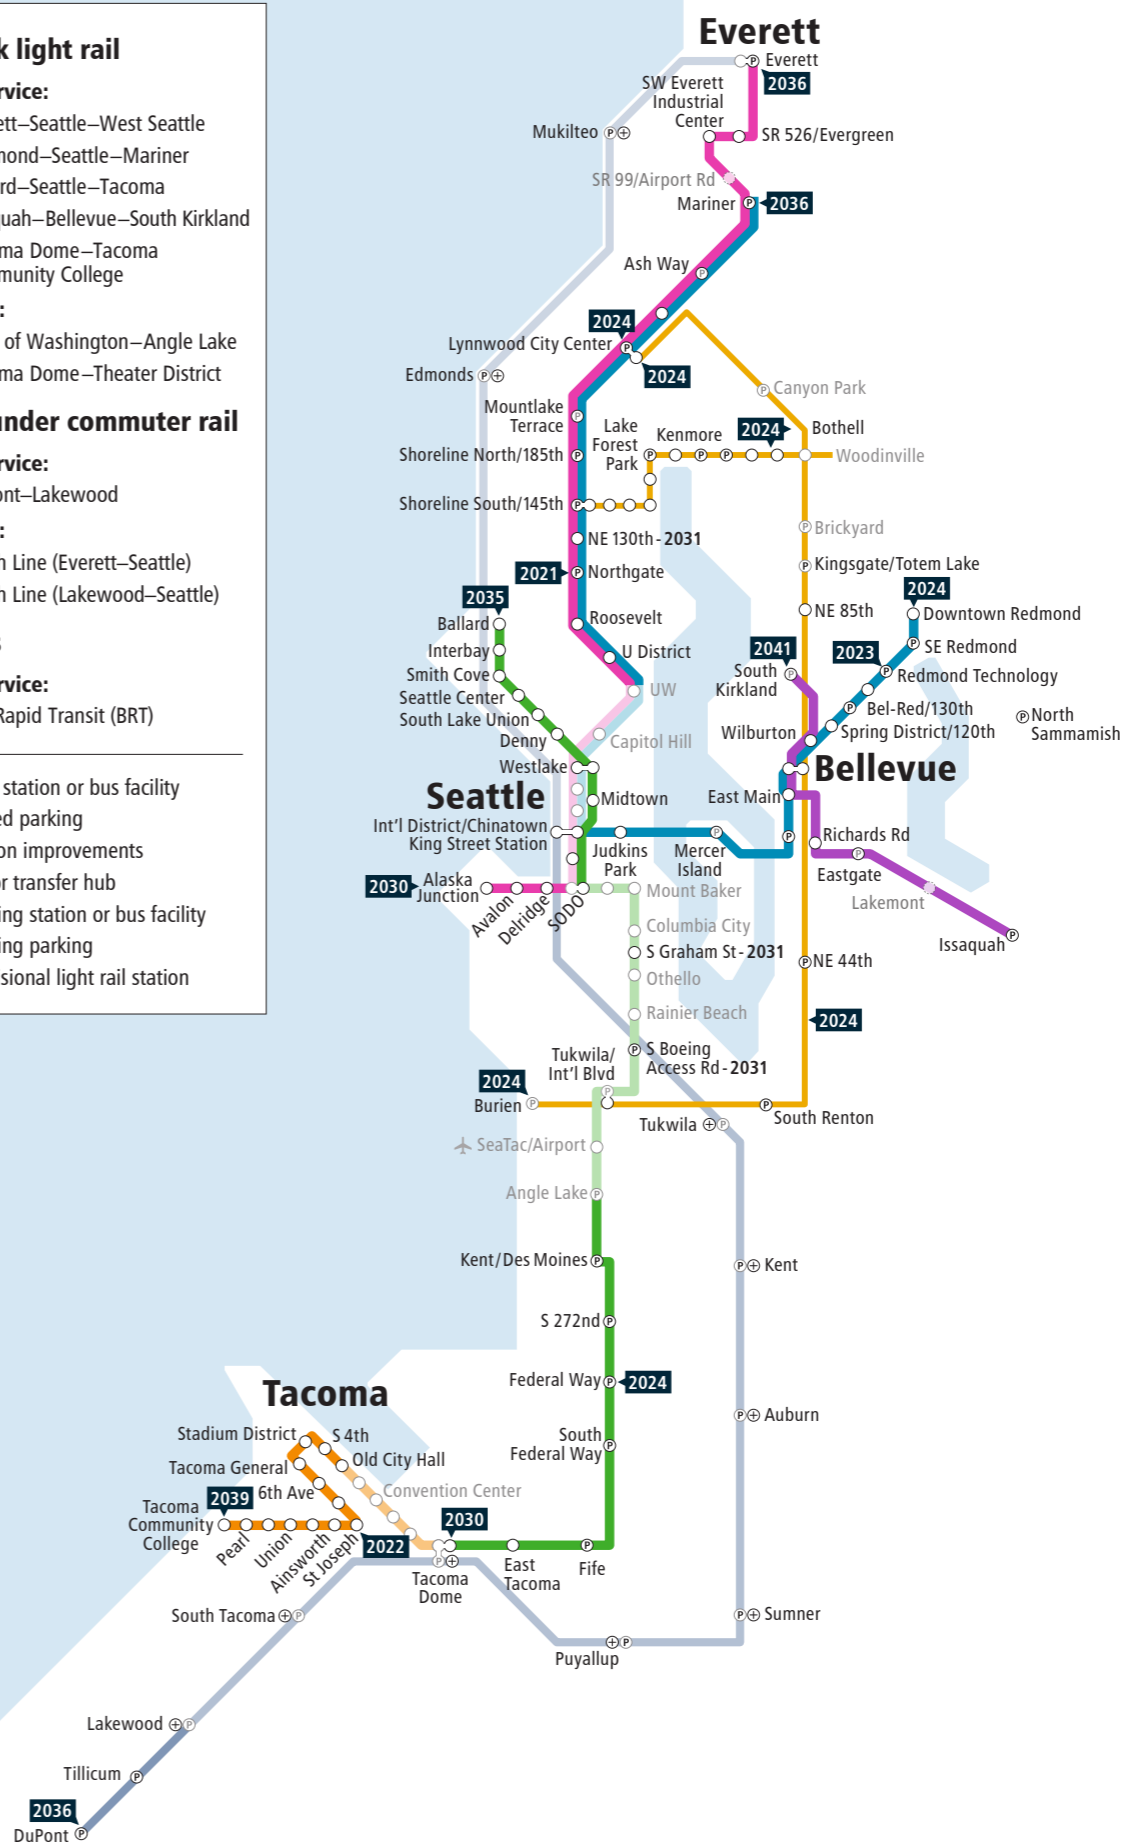 k light rail
rvice:
ett–Seattle–West Seattle
mond–Seattle–Mariner
rd–Seattle–Tacoma
quah–Bellevue–South Kirkland
ma Dome–Tacoma
munity College
:
of Washington–Angle Lake
ma Dome–Theater District
under commuter rail
rvice:
ont–Lakewood
:
n Line (Everett–Seattle)
n Line (Lakewood–Seattle)
rvice:
Rapid Transit (BRT)
station or bus facility
ed parking
on improvements
or transfer hub
ing station or bus facility
ing parking
sional light rail station
Everett
Everett
2036
SW Everett
Industrial
Center
Mukilteo
SR 526/Evergreen
SR 99/Airport Rd
Mariner
2036
Ash Way
2024
Lynnwood City Center
2024
Edmonds
Canyon Park
Mountlake
Terrace
Lake
Forest
Park
Kenmore
2024
Bothell
Shoreline North/185th
Woodinville
Shoreline South/145th
Brickyard
NE 130th-2031
Kingsgate/Totem Lake
2021
Northgate
2024
2035
NE 85th
Downtown Redmond
Ballard
Roosevelt
SE Redmond
Interbay
U District
2041
2023
South
Kirkland
Redmond Technology
Smith Cove
UW
Seattle Center
Bel-Red/130th
North
Sammamish
South Lake Union
Wilburton
Spring District/120th
Denny
Capitol Hill
Westlake
Bellevue
Seattle
Midtown
East Main
Int'l District/Chinatown
King Street Station
Judkins
Park
Mercer
Island
Richards Rd
Eastgate
2030
Alaska
Junction
Avalon
Delridge
SODO
Mount Baker
Lakemont
Columbia City
Issaquah
S Graham St-2031
NE 44th
Othello
Rainier Beach
2024
Tukwila/
Int'l Blvd
S Boeing
Access Rd-2031
2024
Burien
South Renton
Tukwila
SeaTac/Airport
Angle Lake
Kent/Des Moines
Kent
S 272nd
Federal Way
2024
Tacoma
Auburn
Stadium District
S 4th
South
Federal Way
Old City Hall
Tacoma General
Convention Center
6th Ave
2039
Tacoma
Community
College
2030
Pearl
Union
Ainsworth
St Joseph
2022
Tacoma
Dome
East
Tacoma
Fife
South Tacoma
Sumner
Puyallup
Lakewood
Tillicum
2036
DuPont